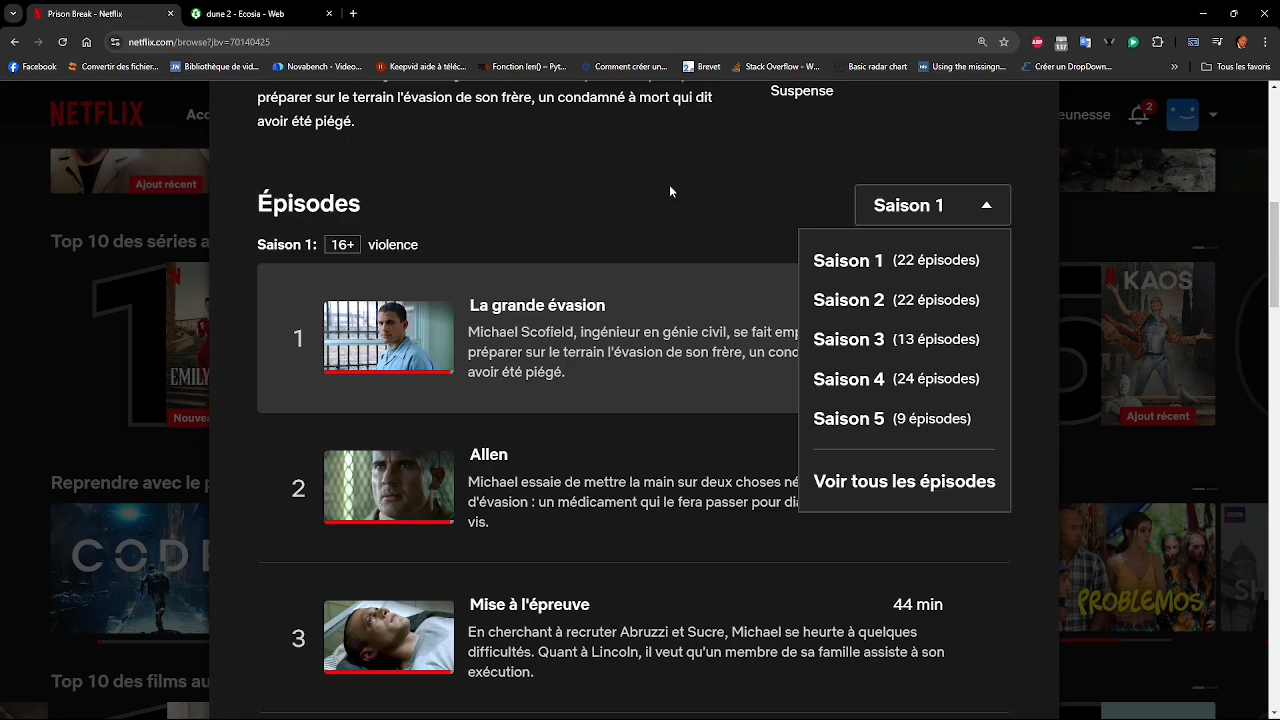 Prison Break - Netflix
dune 2 - Ecosia - Web
netflix.com/browse?jbv=70140425
137
Facebook
Convertir des fichier...
Bibliothèque de vidé...
Novabench - Video...
Keepvid aide à téléc...
Fonction len() – Pyt...
Comment créer un...
Brevet
Stack Overflow - W...
Basic radar chart
Using the missingn...
Créer un DropDow...
préparer sur le terrain l'évasion de son frère, un condamné à mort qui dit
avoir été piégé.
Suspense
NETFLIX
Acc
eunesse
2
Ajout récent
Épisodes
Saison 1
Saison 1: 16+ violence
Top 10 des séries a
Saison 1 (22 épisodes)
Saison 2 (22 épisodes)
Saison 3 (13 épisodes)
Saison 4 (24 épisodes)
Saison 5 (9 épisodes)
Voir tous les épisodes
1
La grande évasion
Michael Scofield, ingénieur en génie civil, se fait emp
préparer sur le terrain l'évasion de son frère, un cond
avoir été piégé.
EMILY
Nouve
KAOS
Ajout récent
2
Allen
Michael essaie de mettre la main sur deux choses né
d'évasion : un médicament qui le fera passer pour dia
vis.
Reprendre avec le p
CODE
PROBLEMOS
3
Mise à l'épreuve
44 min
En cherchant à recruter Abruzzi et Sucre, Michael se heurte à quelques
difficultés. Quant à Lincoln, il veut qu'un membre de sa famille assiste à son
exécution.
Top 10 des films au